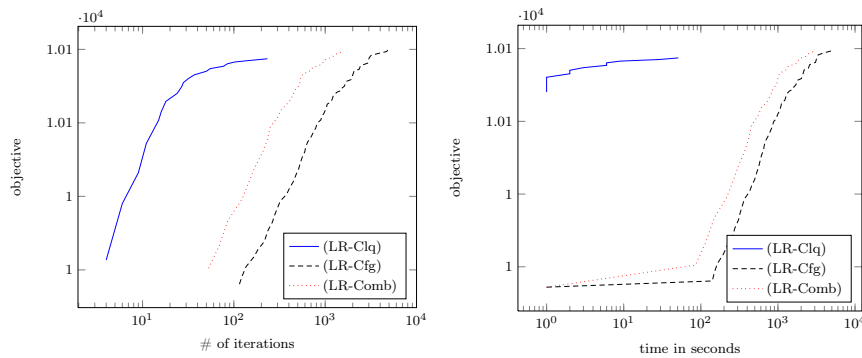 ·10⁴
1.01
1.01
1
1
objective
10¹
10²
10³
10⁴
# of iterations
(LR-Clq)
(LR-Cfg)
(LR-Comb)
·10⁴
1.01
1.01
1
1
objective
10⁰
10¹
10²
10³
10⁴
time in seconds
(LR-Clq)
(LR-Cfg)
(LR-Comb)